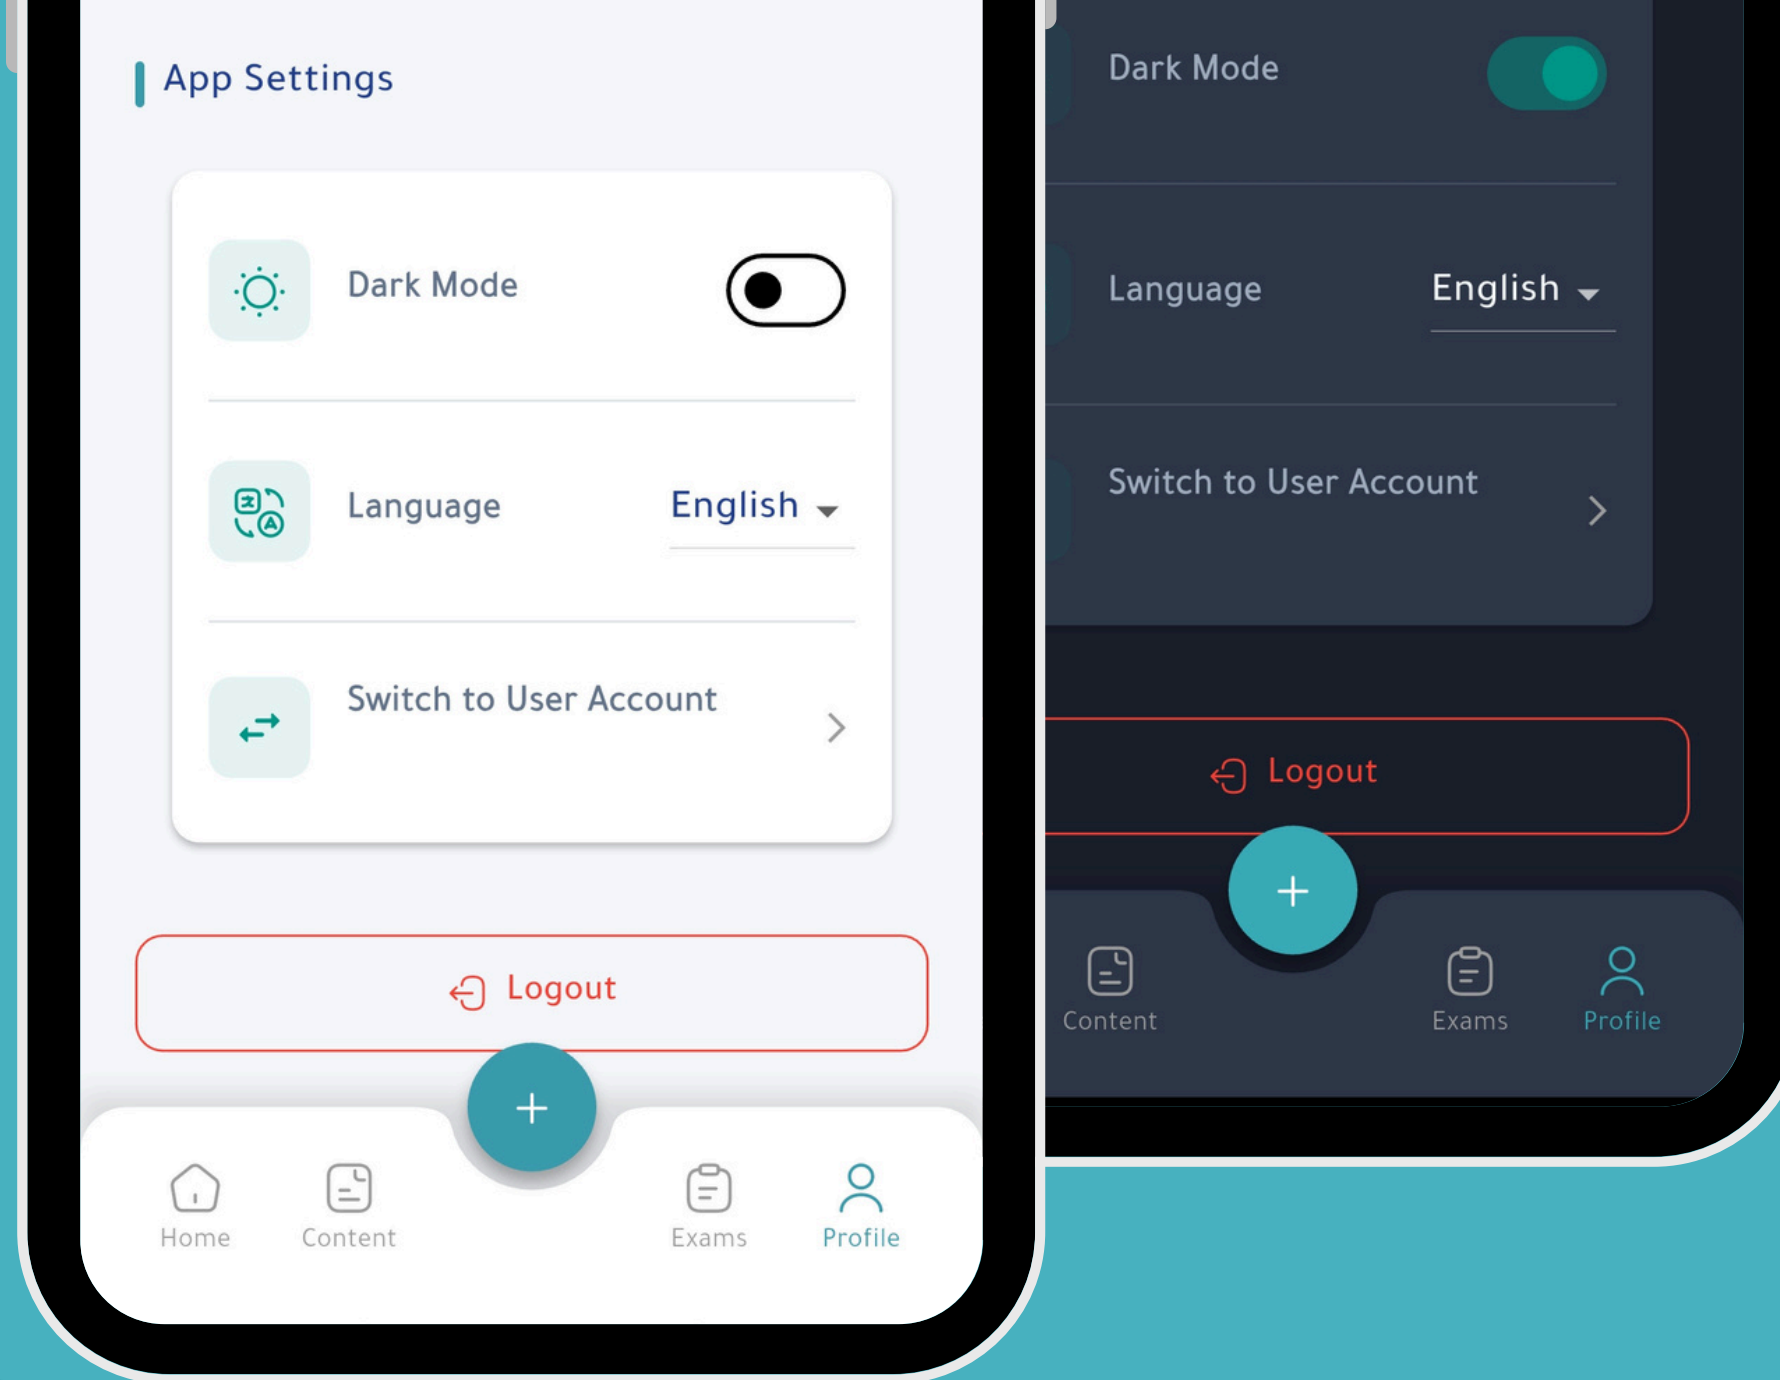 App Settings
Dark Mode
Language
English
Switch to User Account
Logout
Home
Content
Exams
Profile
Dark Mode
Language
English
Switch to User Account
Logout
Content
Exams
Profile